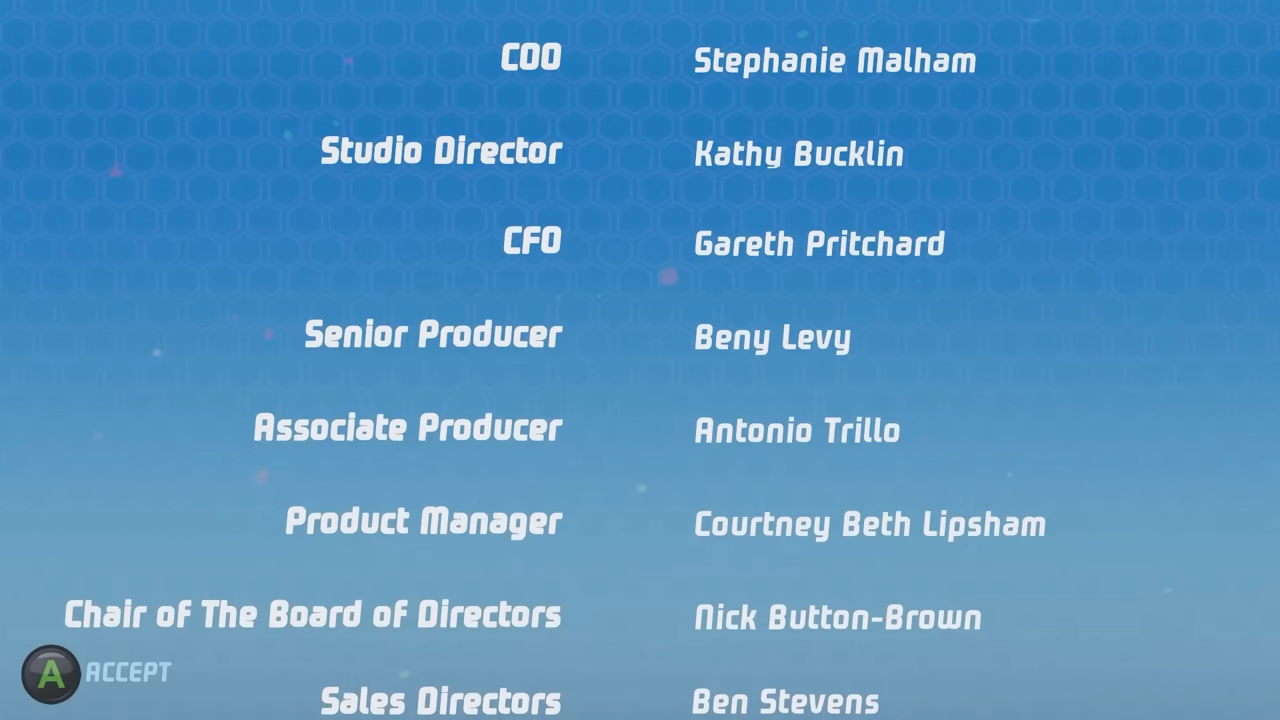 COO Stephanie Malham
Studio Director Kathy Bucklin
CFO Gareth Pritchard
Senior Producer Beny Levy
Associate Producer Antonio Trillo
Product Manager Courtney Beth Lipsham
Chair of The Board of Directors Nick Button-Brown
A ACCEPT
Sales Directors Ben Stevens